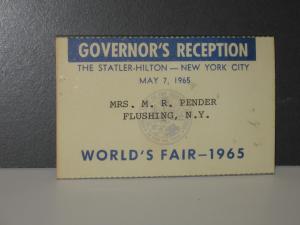 GOVERNOR'S RECEPTION
THE STATLER-HILTON — NEW YORK CITY
MAY 7, 1965
MRS. M. R. PENDER
FLUSHING, N.Y.
WORLD'S FAIR—1965